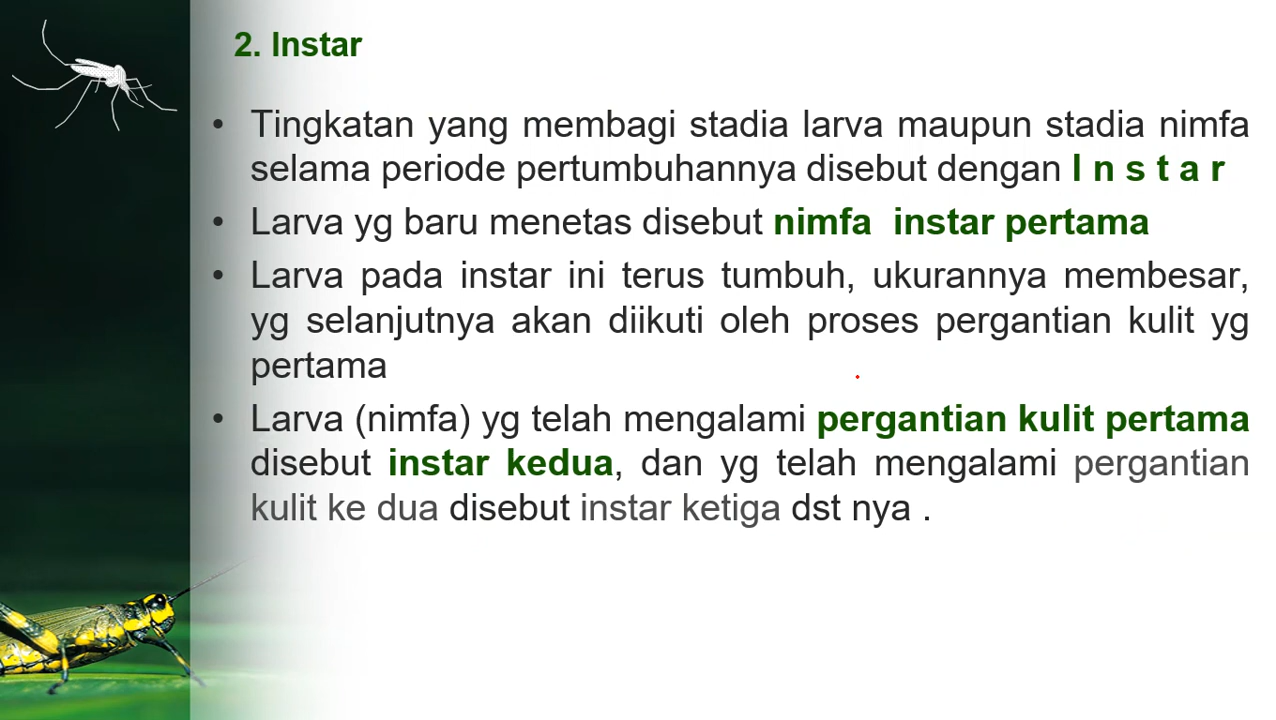 2. Instar
• Tingkatan yang membagi stadia larva maupun stadia nimfa
selama periode pertumbuhannya disebut dengan I n s t a r
• Larva yg baru menetas disebut nimfa  instar pertama
• Larva pada instar ini terus tumbuh, ukurannya membesar,
yg selanjutnya akan diikuti oleh proses pergantian kulit yg
pertama
• Larva (nimfa) yg telah mengalami pergantian kulit pertama
disebut instar kedua, dan yg telah mengalami pergantian
kulit ke dua disebut instar ketiga dst nya .